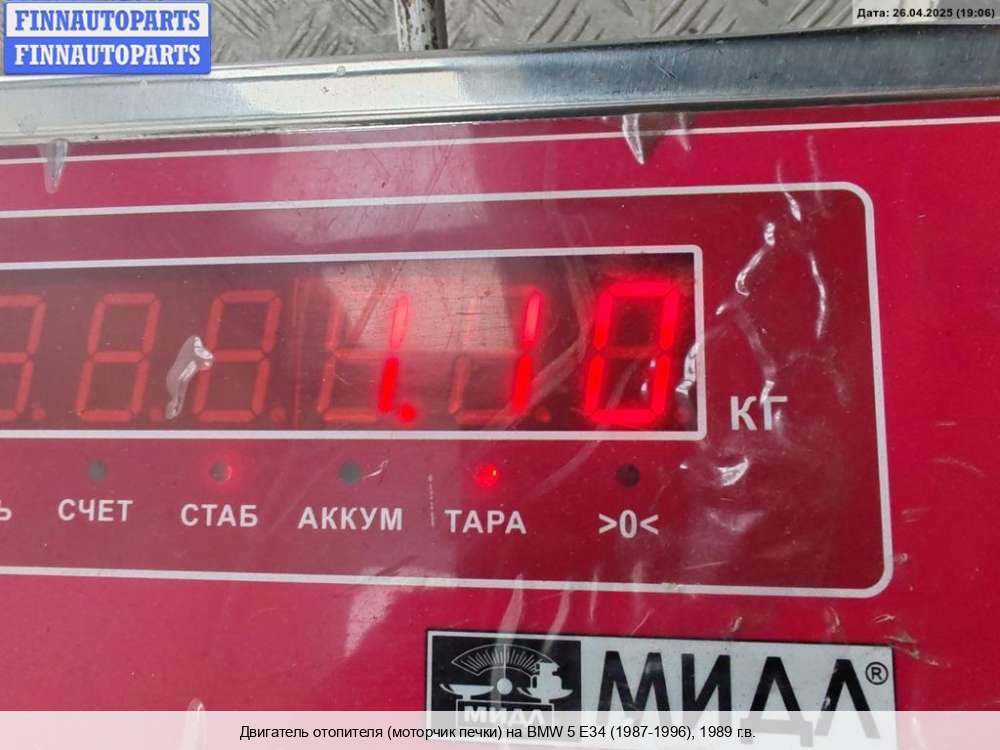 FINNAUTOPARTS
FINNAUTOPARTS
Дата: 26.04.2025 (19:06)
1.10
КГ
Ь СЧЕТ СТАБ АККУМ ТАРА >0<
МИДЛ МИДЛ®
Двигатель отопителя (моторчик печки) на BMW 5 E34 (1987-1996), 1989 г.в.